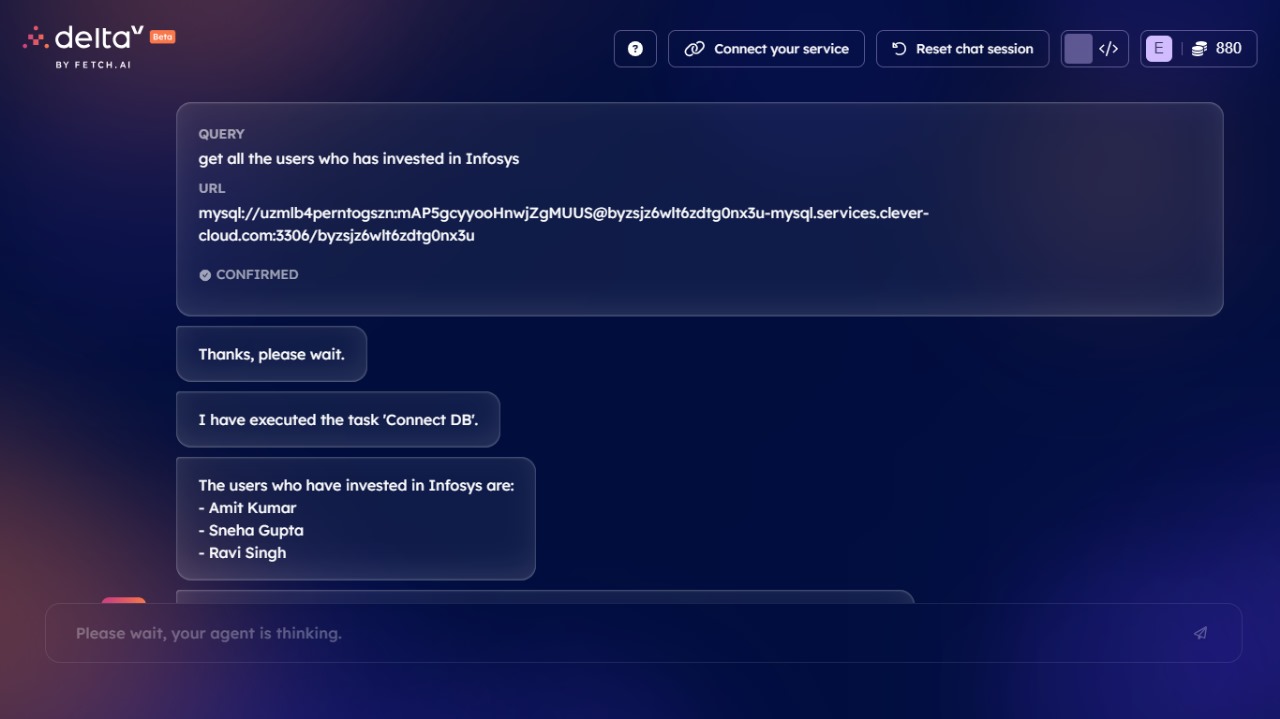 deltaV Beta
BY FETCH.AI
? Connect your service Reset chat session </> E | 880
QUERY
get all the users who has invested in Infosys
URL
mysql://uzmlb4perntogszn:mAP5gcyyooHnwjZgMUUS@byzsjz6wlt6zdtg0nx3u-mysql.services.clever-
cloud.com:3306/byzsjz6wlt6zdtg0nx3u
CONFIRMED
Thanks, please wait.
I have executed the task 'Connect DB'.
The users who have invested in Infosys are:
- Amit Kumar
- Sneha Gupta
- Ravi Singh
Please wait, your agent is thinking.